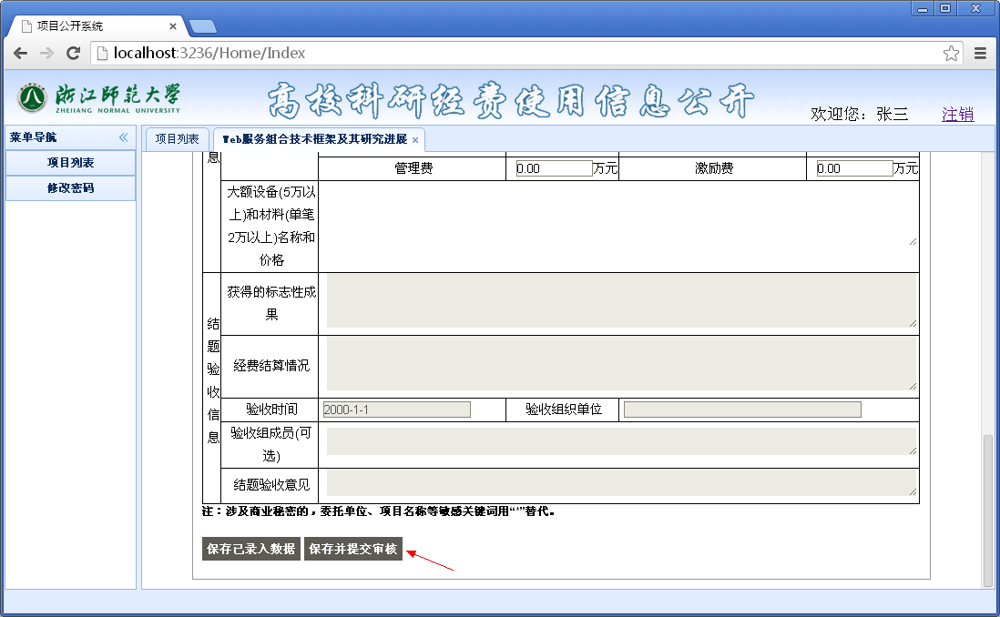 项目公开系统
localhost:3236/Home/Index
浙江师范大学
ZHEJIANG NORMAL UNIVERSITY
高校科研经费使用信息公开
欢迎您：张三 注销
菜单导航
项目列表
修改密码
项目列表 Web服务组合技术框架及其研究进展
息
管理费 0.00 万元 激励费 0.00 万元
大额设备(5万以
上)和材料(单笔
2万以上)名称和
价格
结
题
验
收
信
息
获得的标志性成
果
经费结算情况
验收时间 2000-1-1 验收组织单位
验收组成员(可
选)
结题验收意见
注：涉及商业秘密的，委托单位、项目名称等敏感关键词用“*”替代。
保存已录入数据 保存并提交审核